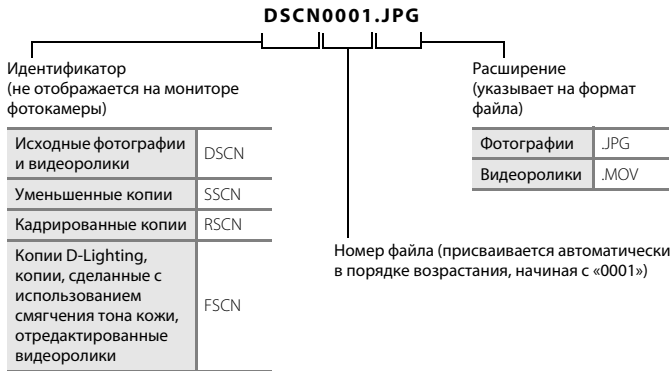 DSCN0001.JPG
Идентификатор
(не отображается на мониторе
фотокамеры)
Исходные фотографии
и видеоролики
DSCN
Уменьшенные копии
SSCN
Кадрированные копии
RSCN
Копии D-Lighting,
копии, сделанные с
использованием
смягчения тона кожи,
отредактированные
видеоролики
FSCN
Номер файла (присваивается автоматически
в порядке возрастания, начиная с «0001»)
Расширение
(указывает на формат
файла)
Фотографии
.JPG
Видеоролики
.MOV